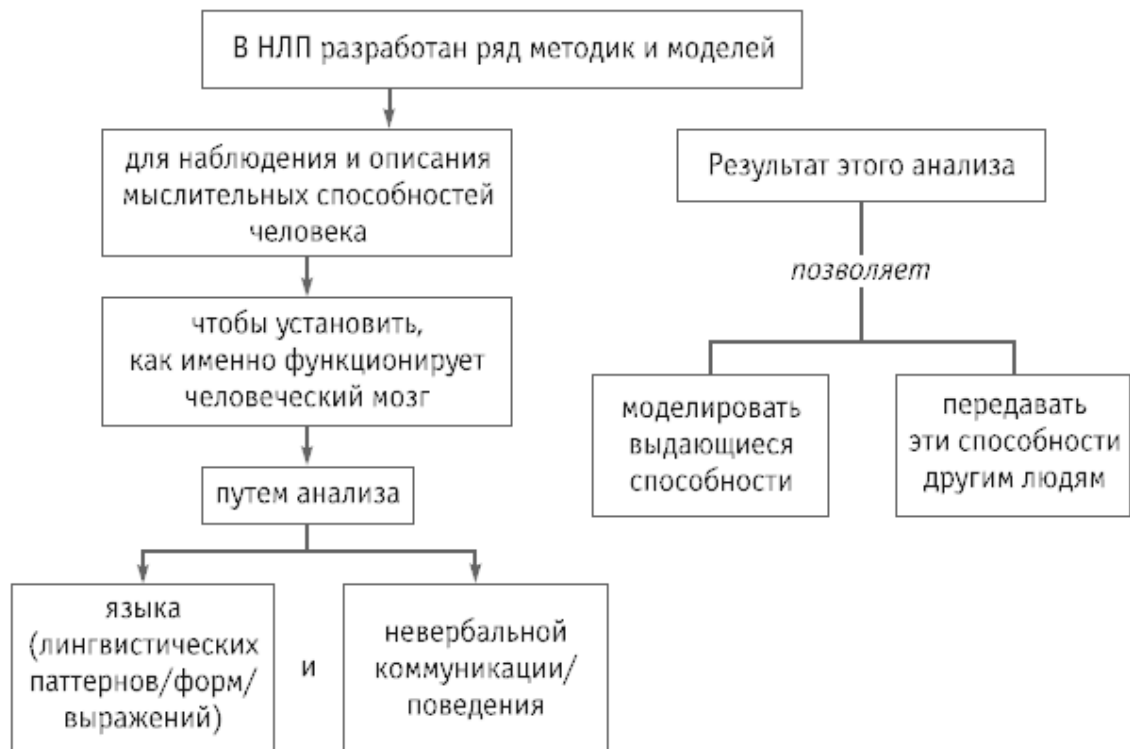 В НЛП разработан ряд методик и моделей
для наблюдения и описания
мыслительных способностей
человека
чтобы установить,
как именно функционирует
человеческий мозг
путем анализа
языка
(лингвистических
паттернов/форм/
выражений)
и
невербальной
коммуникации/
поведения
Результат этого анализа
позволяет
моделировать
выдающиеся
способности
передавать
эти способности
другим людям